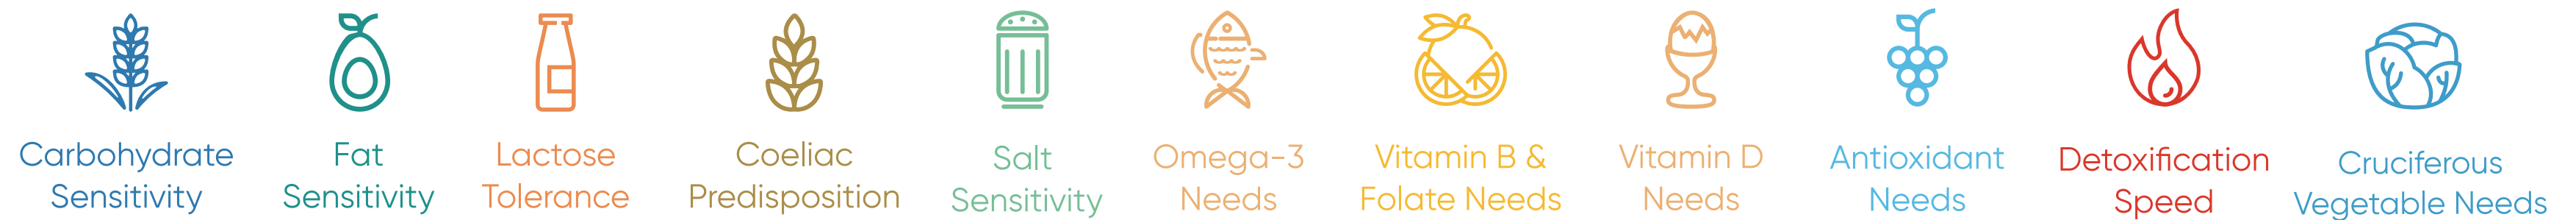 Carbohydrate
Sensitivity
Fat
Sensitivity
Lactose
Tolerance
Coeliac
Predisposition
Salt
Sensitivity
Omega-3
Needs
Vitamin B &
Folate Needs
Vitamin D
Needs
Antioxidant
Needs
Detoxification
Speed
Cruciferous
Vegetable Needs